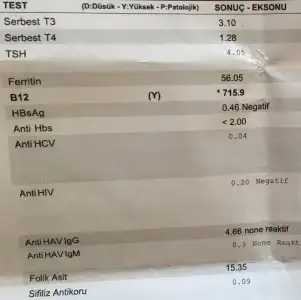 TEST (D:Düsük - Y:Yüksek - P:Patolojik) SONUÇ - EKSONU
Serbest T3 3.10
Serbest T4 1.28
TSH 4.05
Ferritin 56.05
B12 (Y) * 715.9
HBsAg 0.46 Negatif
Anti Hbs < 2.00
Anti HCV 0.04
Anti HIV 0.20 Negatif
Anti HAV IgG 4.66 none reaktif
Anti HAV IgM 0.3 None Reakt
Folik Asit 15.35
Sifiliz Antikoru 0.09